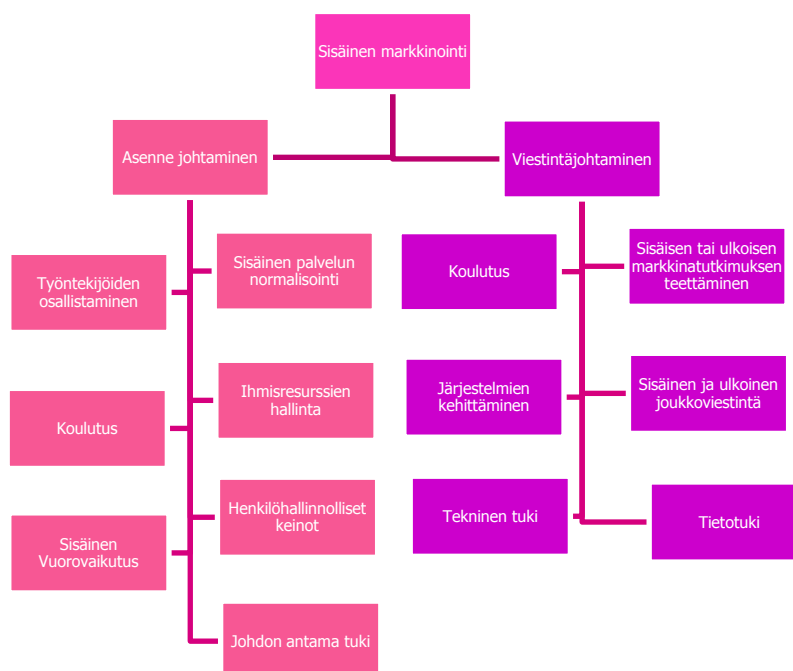 Sisäinen markkinointi
Asenne johtaminen
Viestintäjohtaminen
Työntekijöiden
osallistaminen
Sisäinen palvelun
normalisointi
Koulutus
Ihmisresurssien
hallinta
Sisäinen
Vuorovaikutus
Henkilöhallinnolliset
keinot
Johdon antama tuki
Koulutus
Sisäisen tai ulkoisen
markkinatutkimuksen
teettäminen
Järjestelmien
kehittäminen
Sisäinen ja ulkoinen
joukkoviestintä
Tekninen tuki
Tietotuki